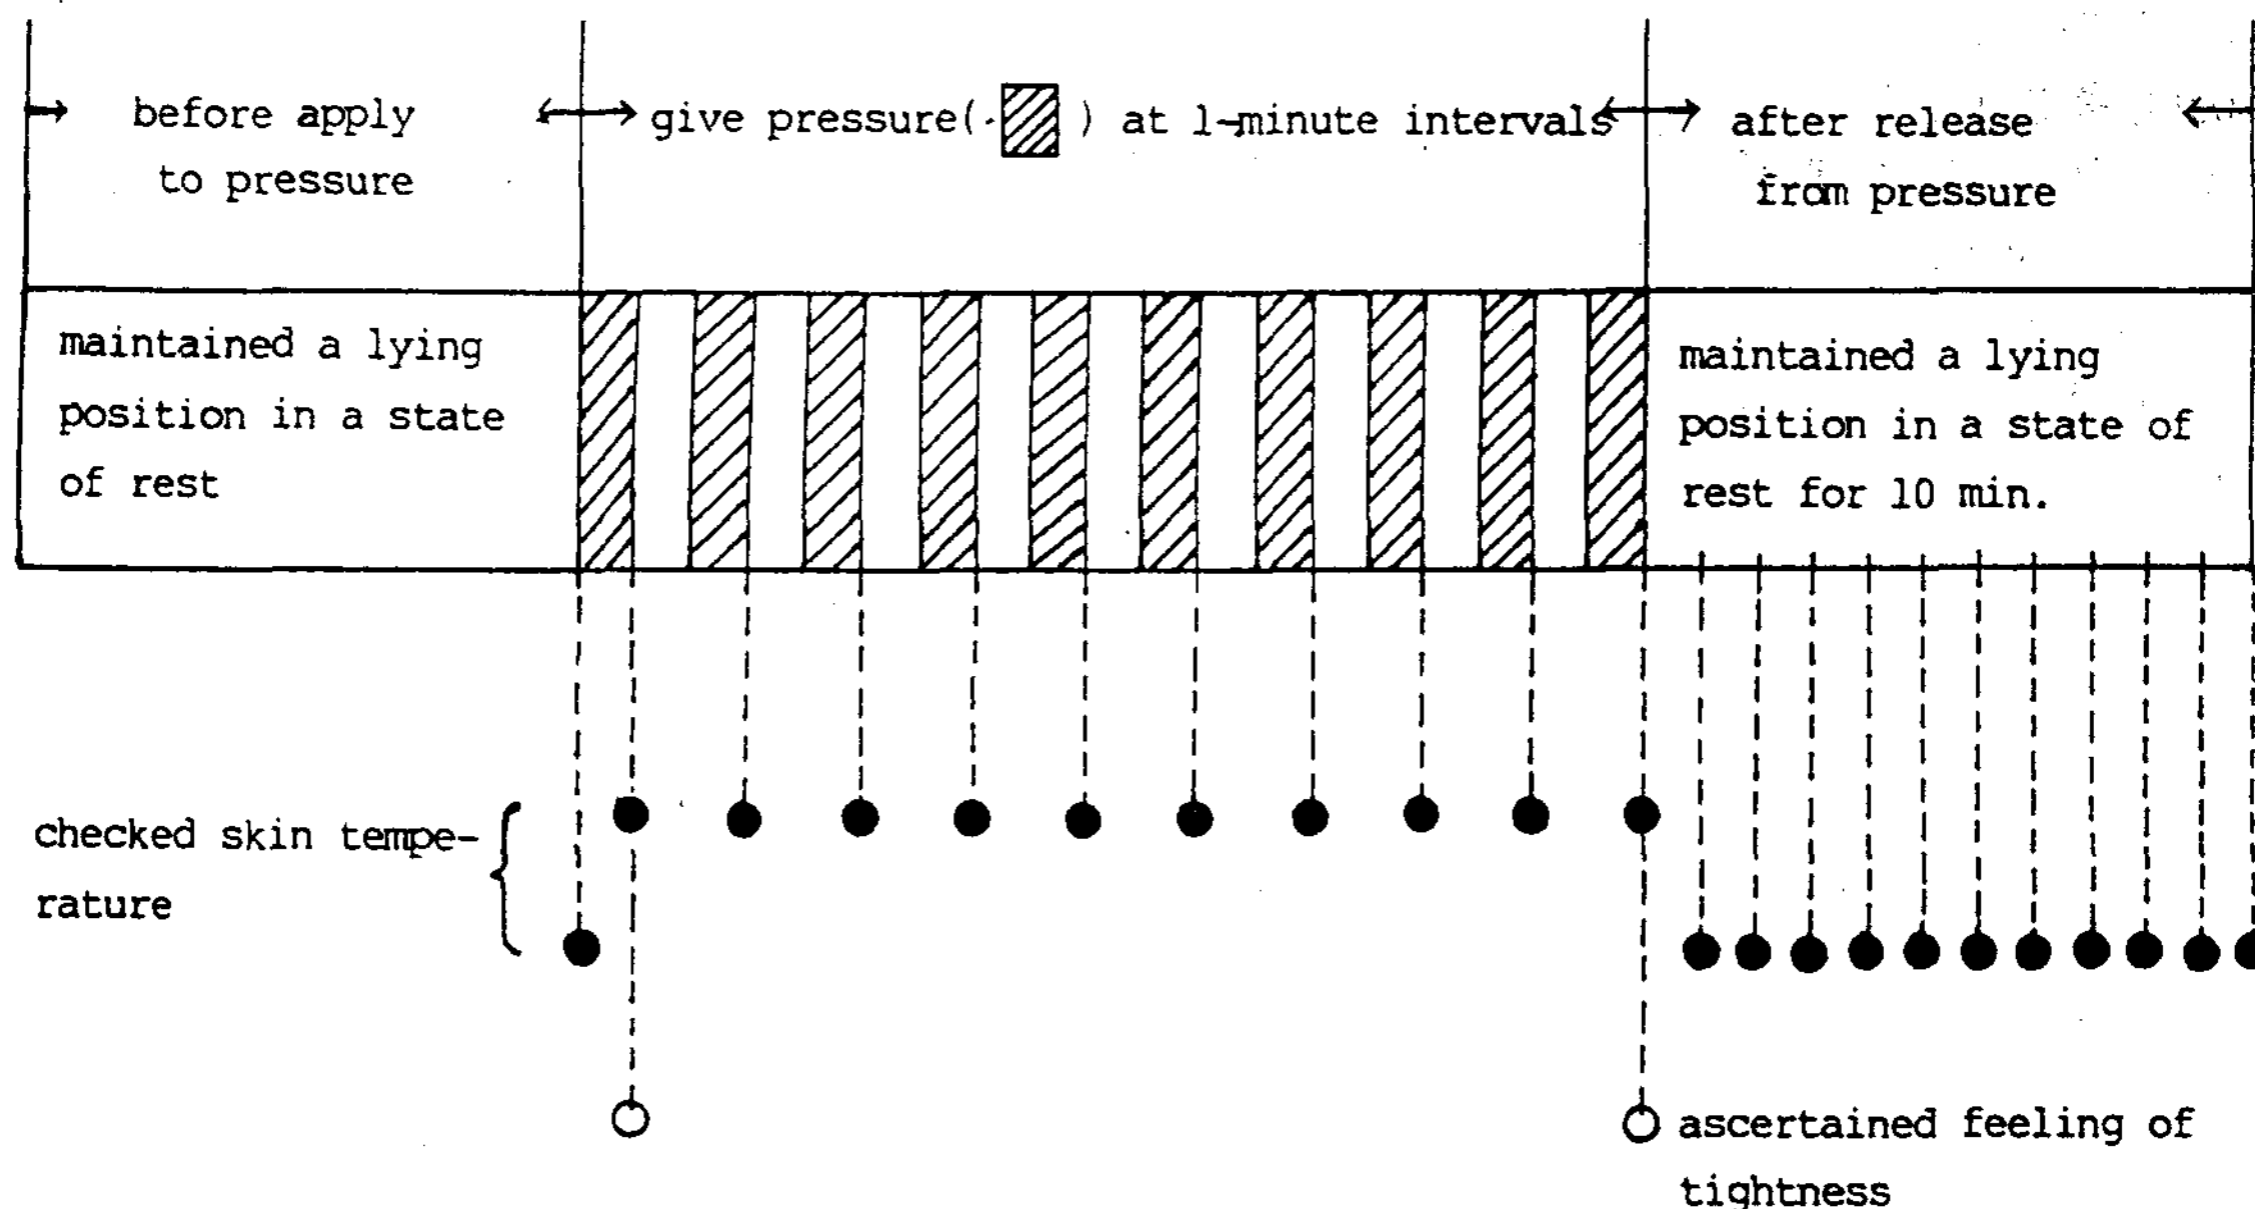 before apply
to pressure
give pressure( ) at 1-minute intervals
after release
from pressure
maintained a lying
position in a state
of rest
maintained a lying
position in a state of
rest for 10 min.
checked skin tempe-
rature
ascertained feeling of
tightness